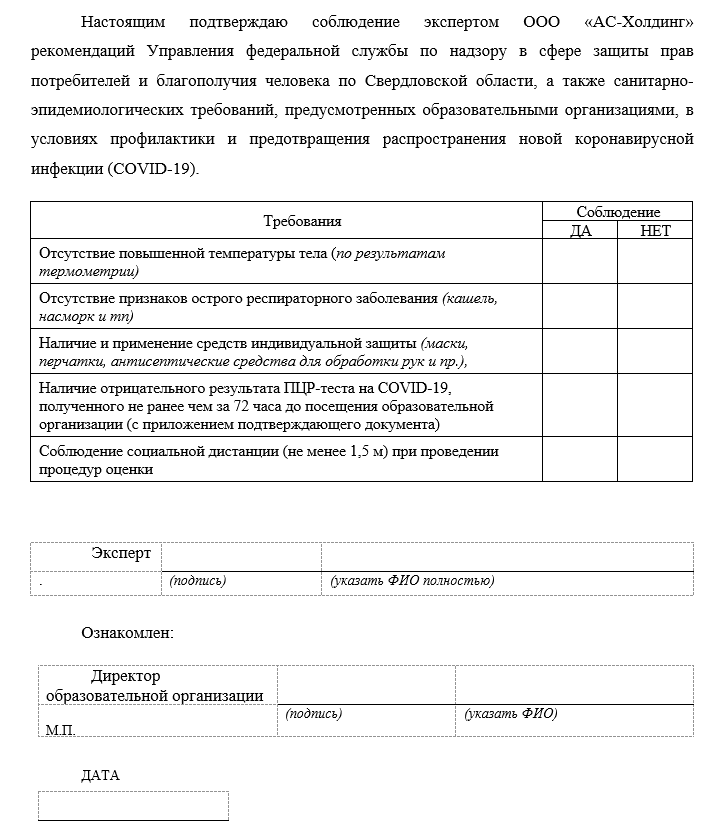 Настоящим подтверждаю соблюдение экспертом ООО «АС-Холдинг»
рекомендаций Управления федеральной службы по надзору в сфере защиты прав
потребителей и благополучия человека по Свердловской области, а также санитарно-
эпидемиологических требований, предусмотренных образовательными организациями, в
условиях профилактики и предотвращения распространения новой коронавирусной
инфекции (COVID-19).
Требования
Соблюдение
ДА НЕТ
Отсутствие повышенной температуры тела (по результатам
термометрии)
Отсутствие признаков острого респираторного заболевания (кашель,
насморк и тп)
Наличие и применение средств индивидуальной защиты (маски,
перчатки, антисептические средства для обработки рук и пр.),
Наличие отрицательного результата ПЦР-теста на COVID-19,
полученного не ранее чем за 72 часа до посещения образовательной
организации (с приложением подтверждающего документа)
Соблюдение социальной дистанции (не менее 1,5 м) при проведении
процедур оценки
Эксперт
. (подпись) (указать ФИО полностью)
Ознакомлен:
Директор
образовательной организации
(подпись) (указать ФИО)
М.П.
ДАТА